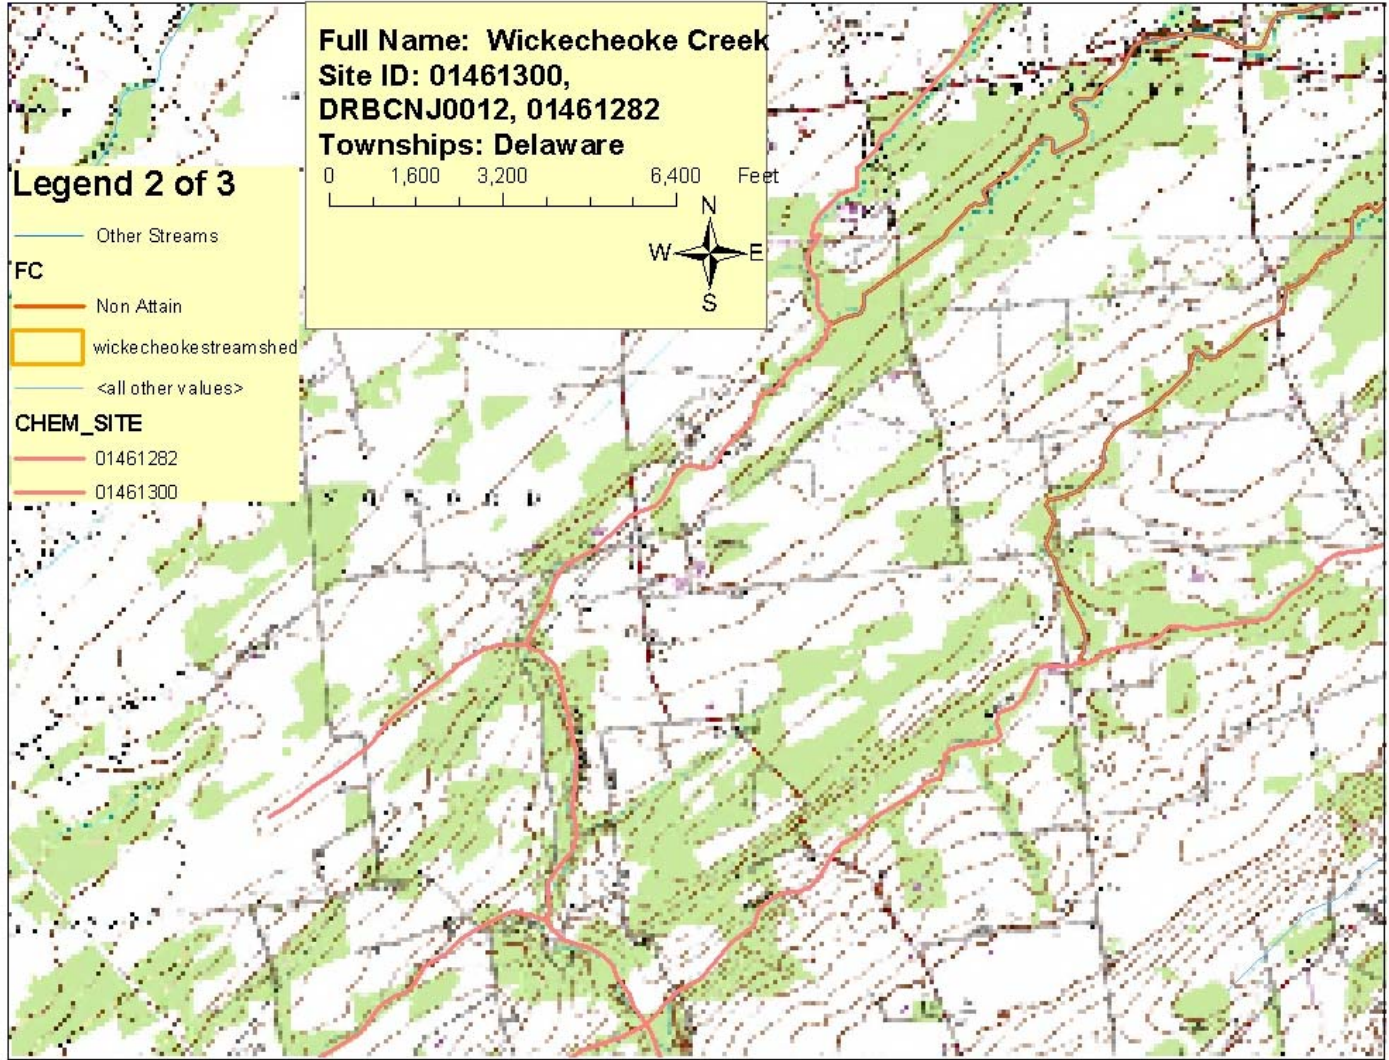 Full Name: Wickecheoke Creek
Site ID: 01461300,
DRBCNJ0012, 01461282
Townships: Delaware
0 1,600 3,200 6,400 Feet
N
W E
S
Legend 2 of 3
Other Streams
FC
Non Attain
wickecheokestreamshed
<all other values>
CHEM_SITE
01461282
01461300